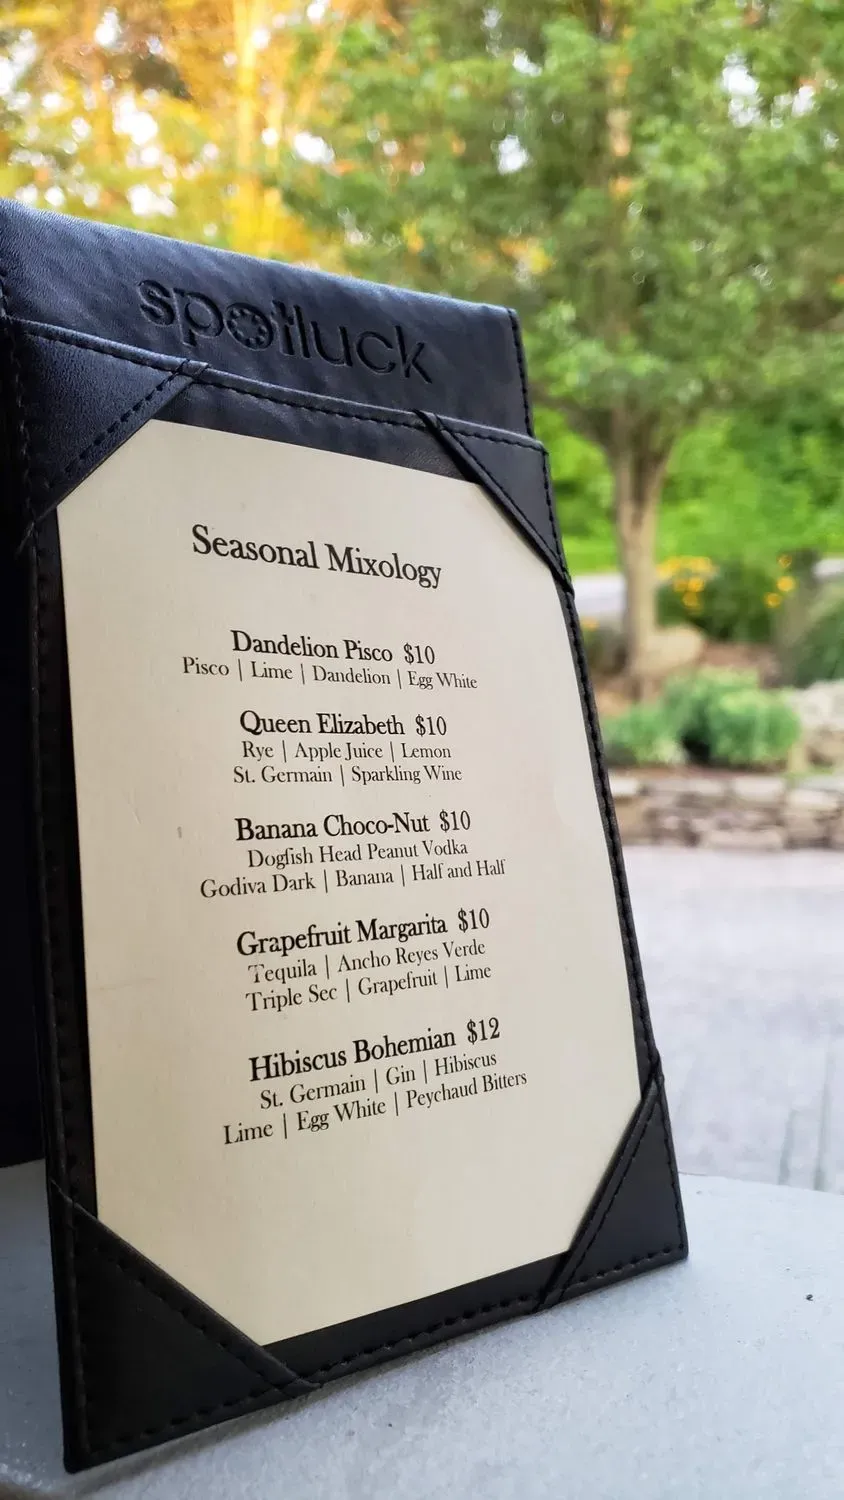 spotluck
Seasonal Mixology
Dandelion Pisco $10
Pisco | Lime | Dandelion | Egg White
Queen Elizabeth $10
Rye | Apple Juice | Lemon
St. Germain | Sparkling Wine
Banana Choco-Nut $10
Dogfish Head Peanut Vodka
Godiva Dark | Banana | Half and Half
Grapefruit Margarita $10
Tequila | Ancho Reyes Verde
Triple Sec | Grapefruit | Lime
Hibiscus Bohemian $12
St. Germain | Gin | Hibiscus
Lime | Egg White | Peychaud Bitters